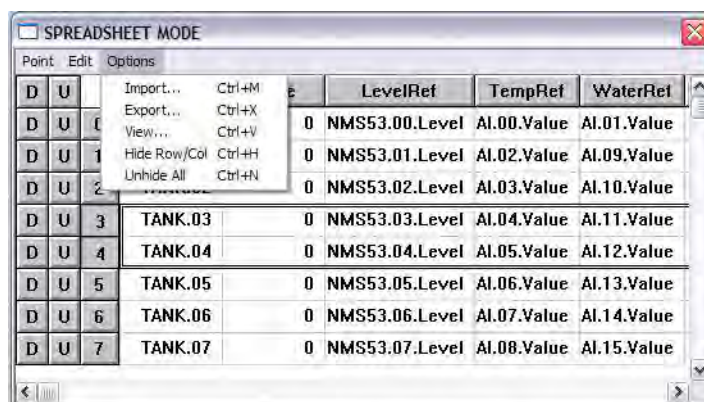 SPREADSHEET MODE
Point Edit Options
D U LevelRef TempRef WaterRef
Import... Ctrl+M
Export... Ctrl+X
View... Ctrl+V
Hide Row/Col Ctrl+H
Unhide All Ctrl+N
D U 0 NMS53.00.Level AI.00.Value AI.01.Value
D U 1 0 NMS53.01.Level AI.02.Value AI.09.Value
D U 2 0 NMS53.02.Level AI.03.Value AI.10.Value
D U 3 TANK.03 0 NMS53.03.Level AI.04.Value AI.11.Value
D U 4 TANK.04 0 NMS53.04.Level AI.05.Value AI.12.Value
D U 5 TANK.05 0 NMS53.05.Level AI.06.Value AI.13.Value
D U 6 TANK.06 0 NMS53.06.Level AI.07.Value AI.14.Value
D U 7 TANK.07 0 NMS53.07.Level AI.08.Value AI.15.Value